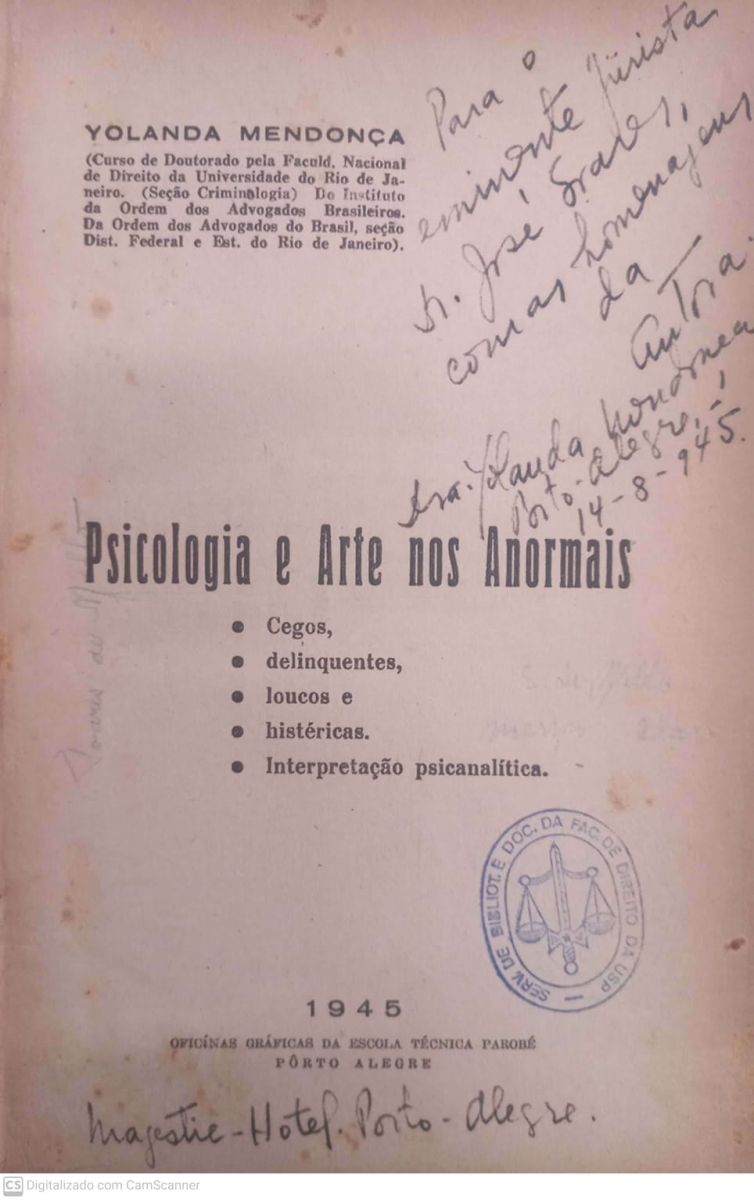 YOLANDA MENDONÇA
(Curso de Doutorado pela Faculd. Nacional
de Direito da Universidade do Rio de Ja-
neiro. (Seção Criminologia) Do Instituto
da Ordem dos Advogados Brasileiros.
Da Ordem dos Advogados do Brasil, seção
Dist. Federal e Est. do Rio de Janeiro).
Para o
eminente jurista
Dr. José Soares,
com as homenagens
da
Autora.
Dra. Yolanda Mendonça
Porto-Alegre,
14-8-945.
Psicologia e Arte nos Anormais
• Cegos,
• delinquentes,
• loucos e
• histéricas.
• Interpretação psicanalítica.
SERV. DE BIBLIOT. E DOC. DA FAC. DE DIREITO DA USP
1945
OFICÍNAS GRÁFICAS DA ESCOLA TÉCNICA PAROBÉ
PÔRTO ALEGRE
Magestic-Hotel. Porto-Alegre.
CS Digitalizado com CamScanner